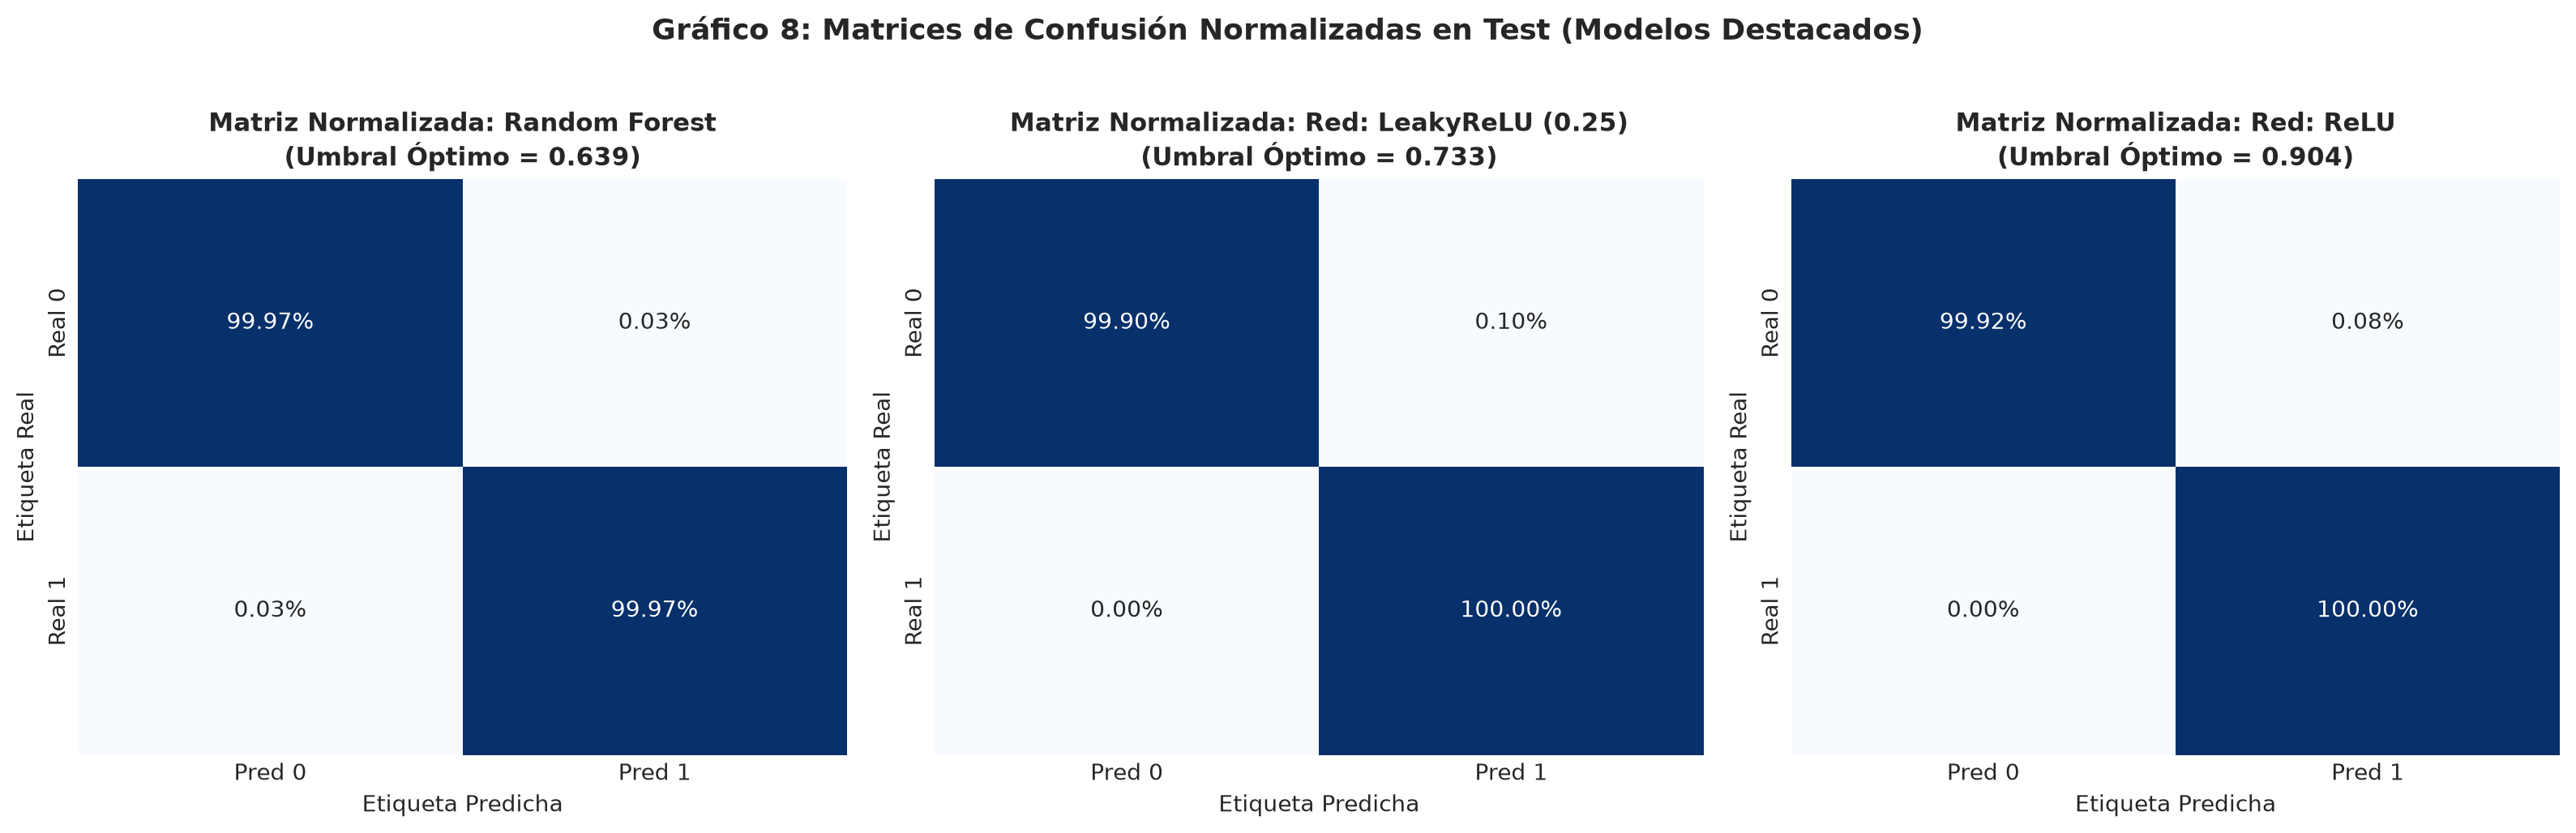 Gráfico 8: Matrices de Confusión Normalizadas en Test (Modelos Destacados)
Matriz Normalizada: Random Forest
(Umbral Óptimo = 0.639)
Etiqueta Real
Real 0
Real 1
99.97%
0.03%
0.03%
99.97%
Pred 0
Pred 1
Etiqueta Predicha
Matriz Normalizada: Red: LeakyReLU (0.25)
(Umbral Óptimo = 0.733)
Etiqueta Real
Real 0
Real 1
99.90%
0.10%
0.00%
100.00%
Pred 0
Pred 1
Etiqueta Predicha
Matriz Normalizada: Red: ReLU
(Umbral Óptimo = 0.904)
Etiqueta Real
Real 0
Real 1
99.92%
0.08%
0.00%
100.00%
Pred 0
Pred 1
Etiqueta Predicha